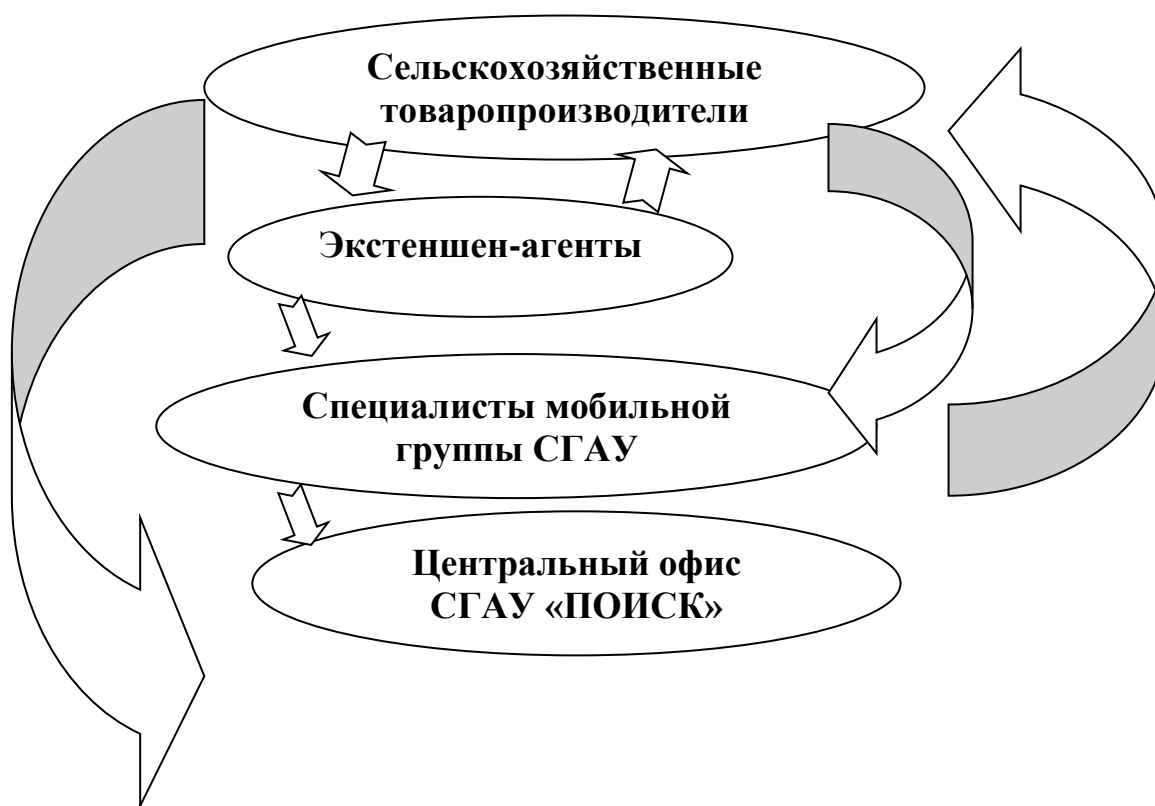 Сельскохозяйственные
товаропроизводители
Экстеншен-агенты
Специалисты мобильной
группы СГАУ
Центральный офис
СГАУ «ПОИСК»